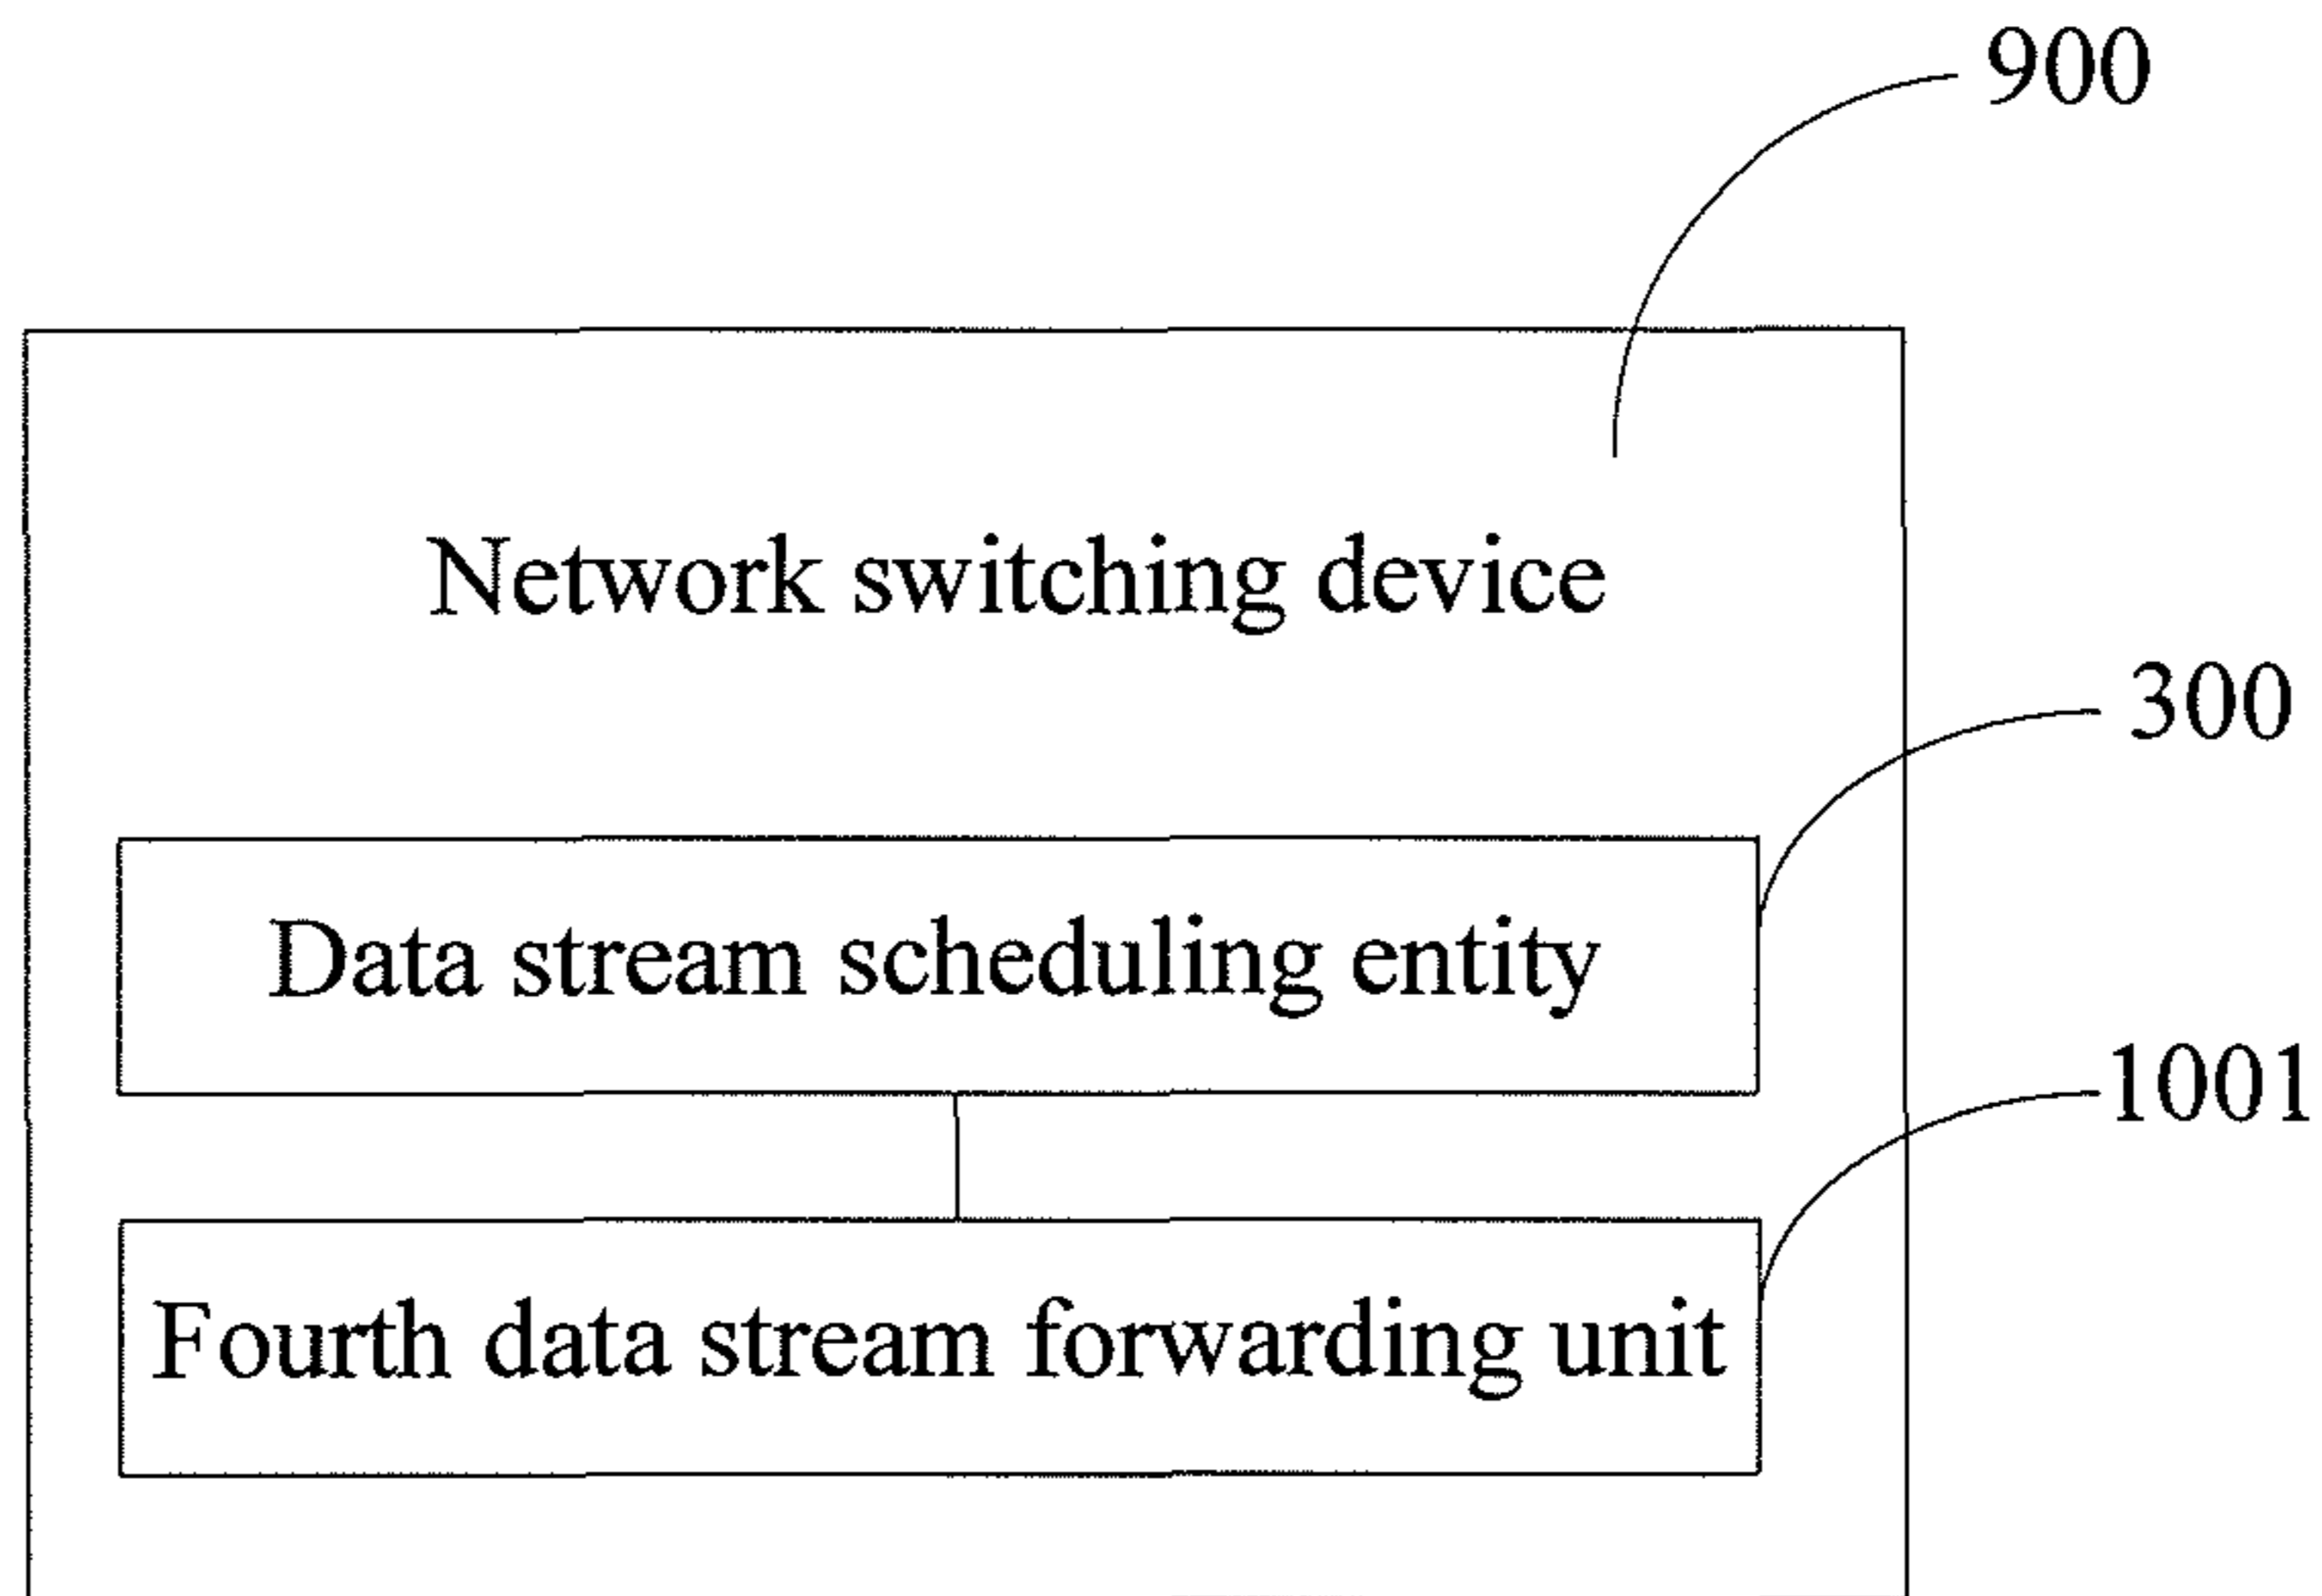 900
Network switching device
300
Data stream scheduling entity
1001
Fourth data stream forwarding unit